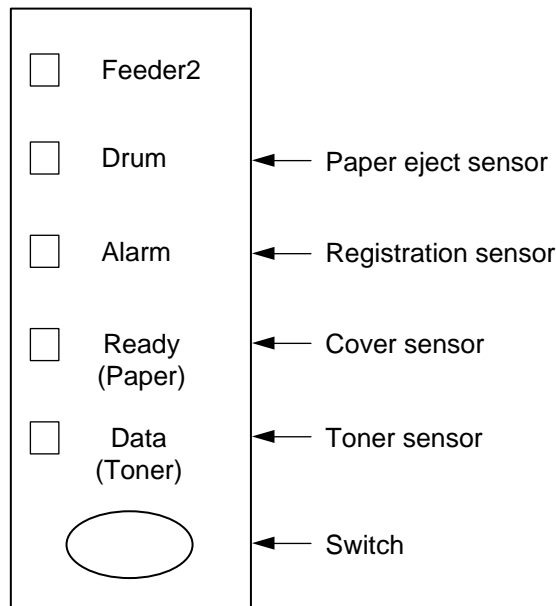 Feeder2
Drum
Paper eject sensor
Alarm
Registration sensor
Ready
(Paper)
Cover sensor
Data
(Toner)
Toner sensor
Switch